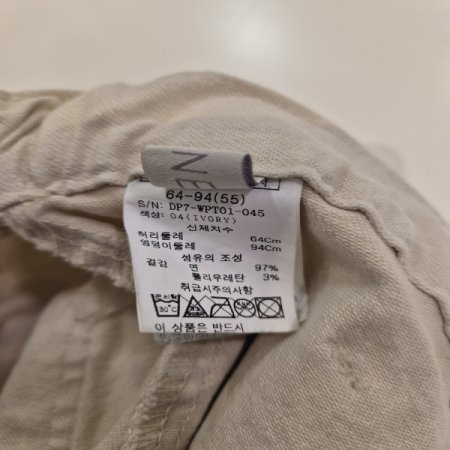 NE
64-94(55)
S/N: DP7-WPT01-045
색상: 04(IVORY)
신체치수
허리둘레 64Cm
엉덩이둘레 94Cm
섬유의 조성
겉감 면 97%
폴리우레탄 3%
취급시주의사항
30℃
이 상품은 반드시